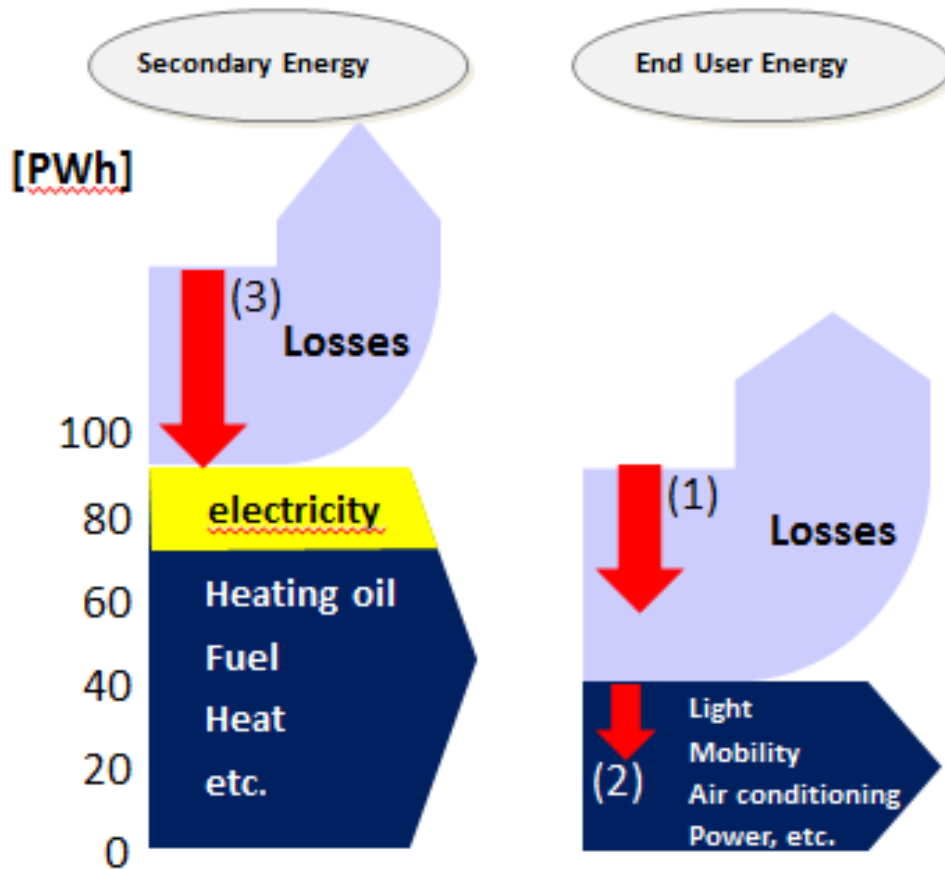 Secondary Energy
End User Energy
[PWh]
(3)
Losses
100
80
60
40
20
0
electricity
Heating oil
Fuel
Heat
etc.
(1)
Losses
(2)
Light
Mobility
Air conditioning
Power, etc.